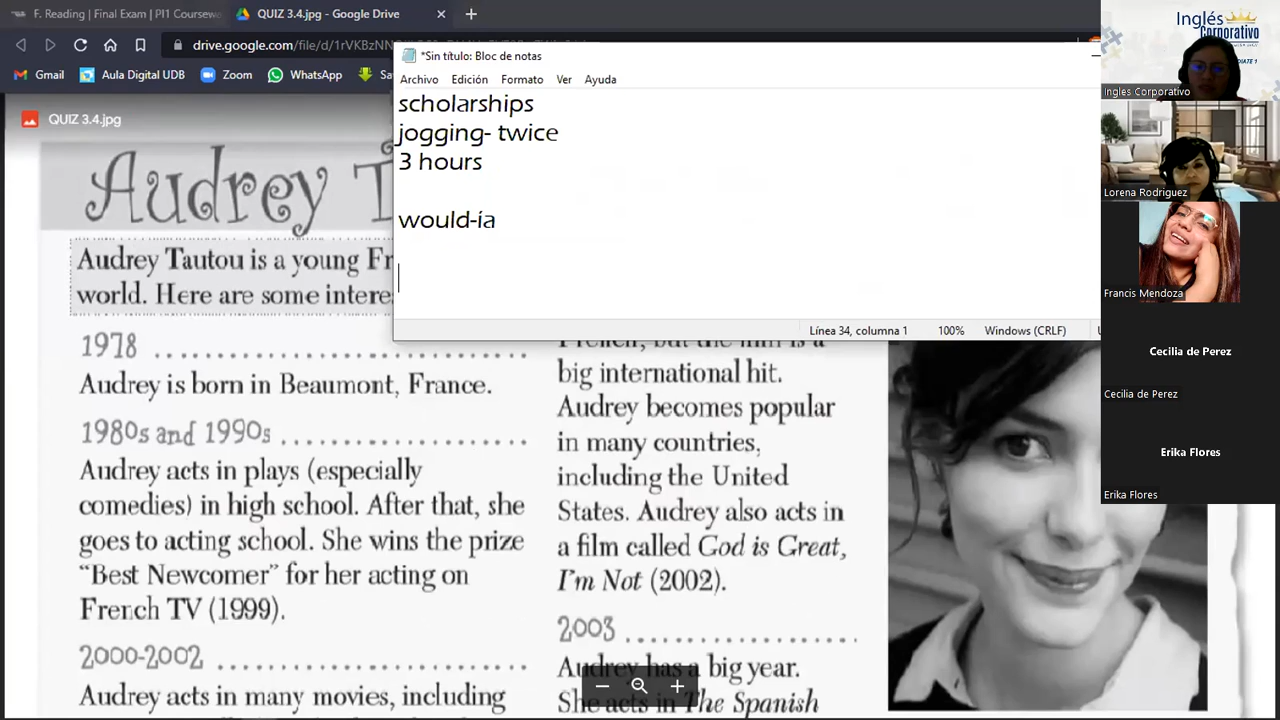 F. Reading | Final Exam | PI1 Coursew
QUIZ 3.4.jpg - Google Drive
Gmail
Aula Digital UDB
Zoom
WhatsApp
QUIZ 3.4.jpg
*Sin título: Bloc de notas
Archivo Edición Formato Ver Ayuda
scholarships
jogging- twice
3 hours
would-ía
Línea 34, columna 1
100%
Windows (CRLF)
Audrey
Audrey Tautou is a young
world. Here are some
1978
Audrey is born in Beaumont, France.
1980s and 1990s
Audrey acts in plays (especially
comedies) in high school. After that, she
goes to acting school. She wins the prize
“Best Newcomer” for her acting on
French TV (1999).
2000-2002
Audrey acts in many movies, including
French, but the film is a
big international hit.
Audrey becomes popular
in many countries,
including the United
States. Audrey also acts in
a film called God is Great,
I’m Not (2002).
2003
Audrey has a big year.
She acts in The Spanish
Inglés
Corporativo
Ingles Corporativo
Lorena Rodriguez
Francis Mendoza
Cecilia de Perez
Cecilia de Perez
Erika Flores
Erika Flores